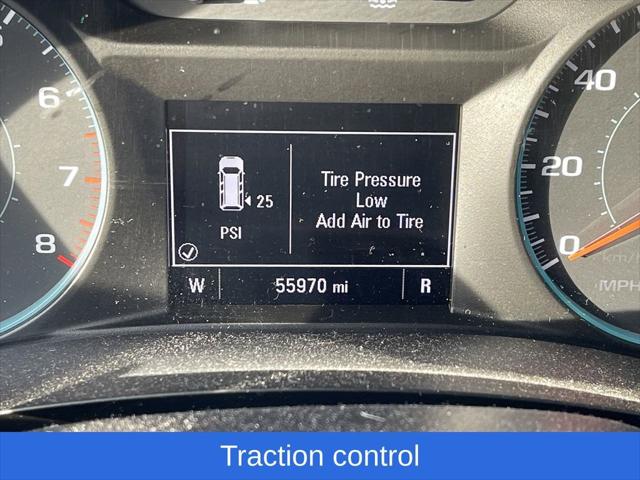 6
7
8
25
PSI
Tire Pressure
Low
Add Air to Tire
W
55970 mi
R
40
20
0
km/h
MPH
Traction control